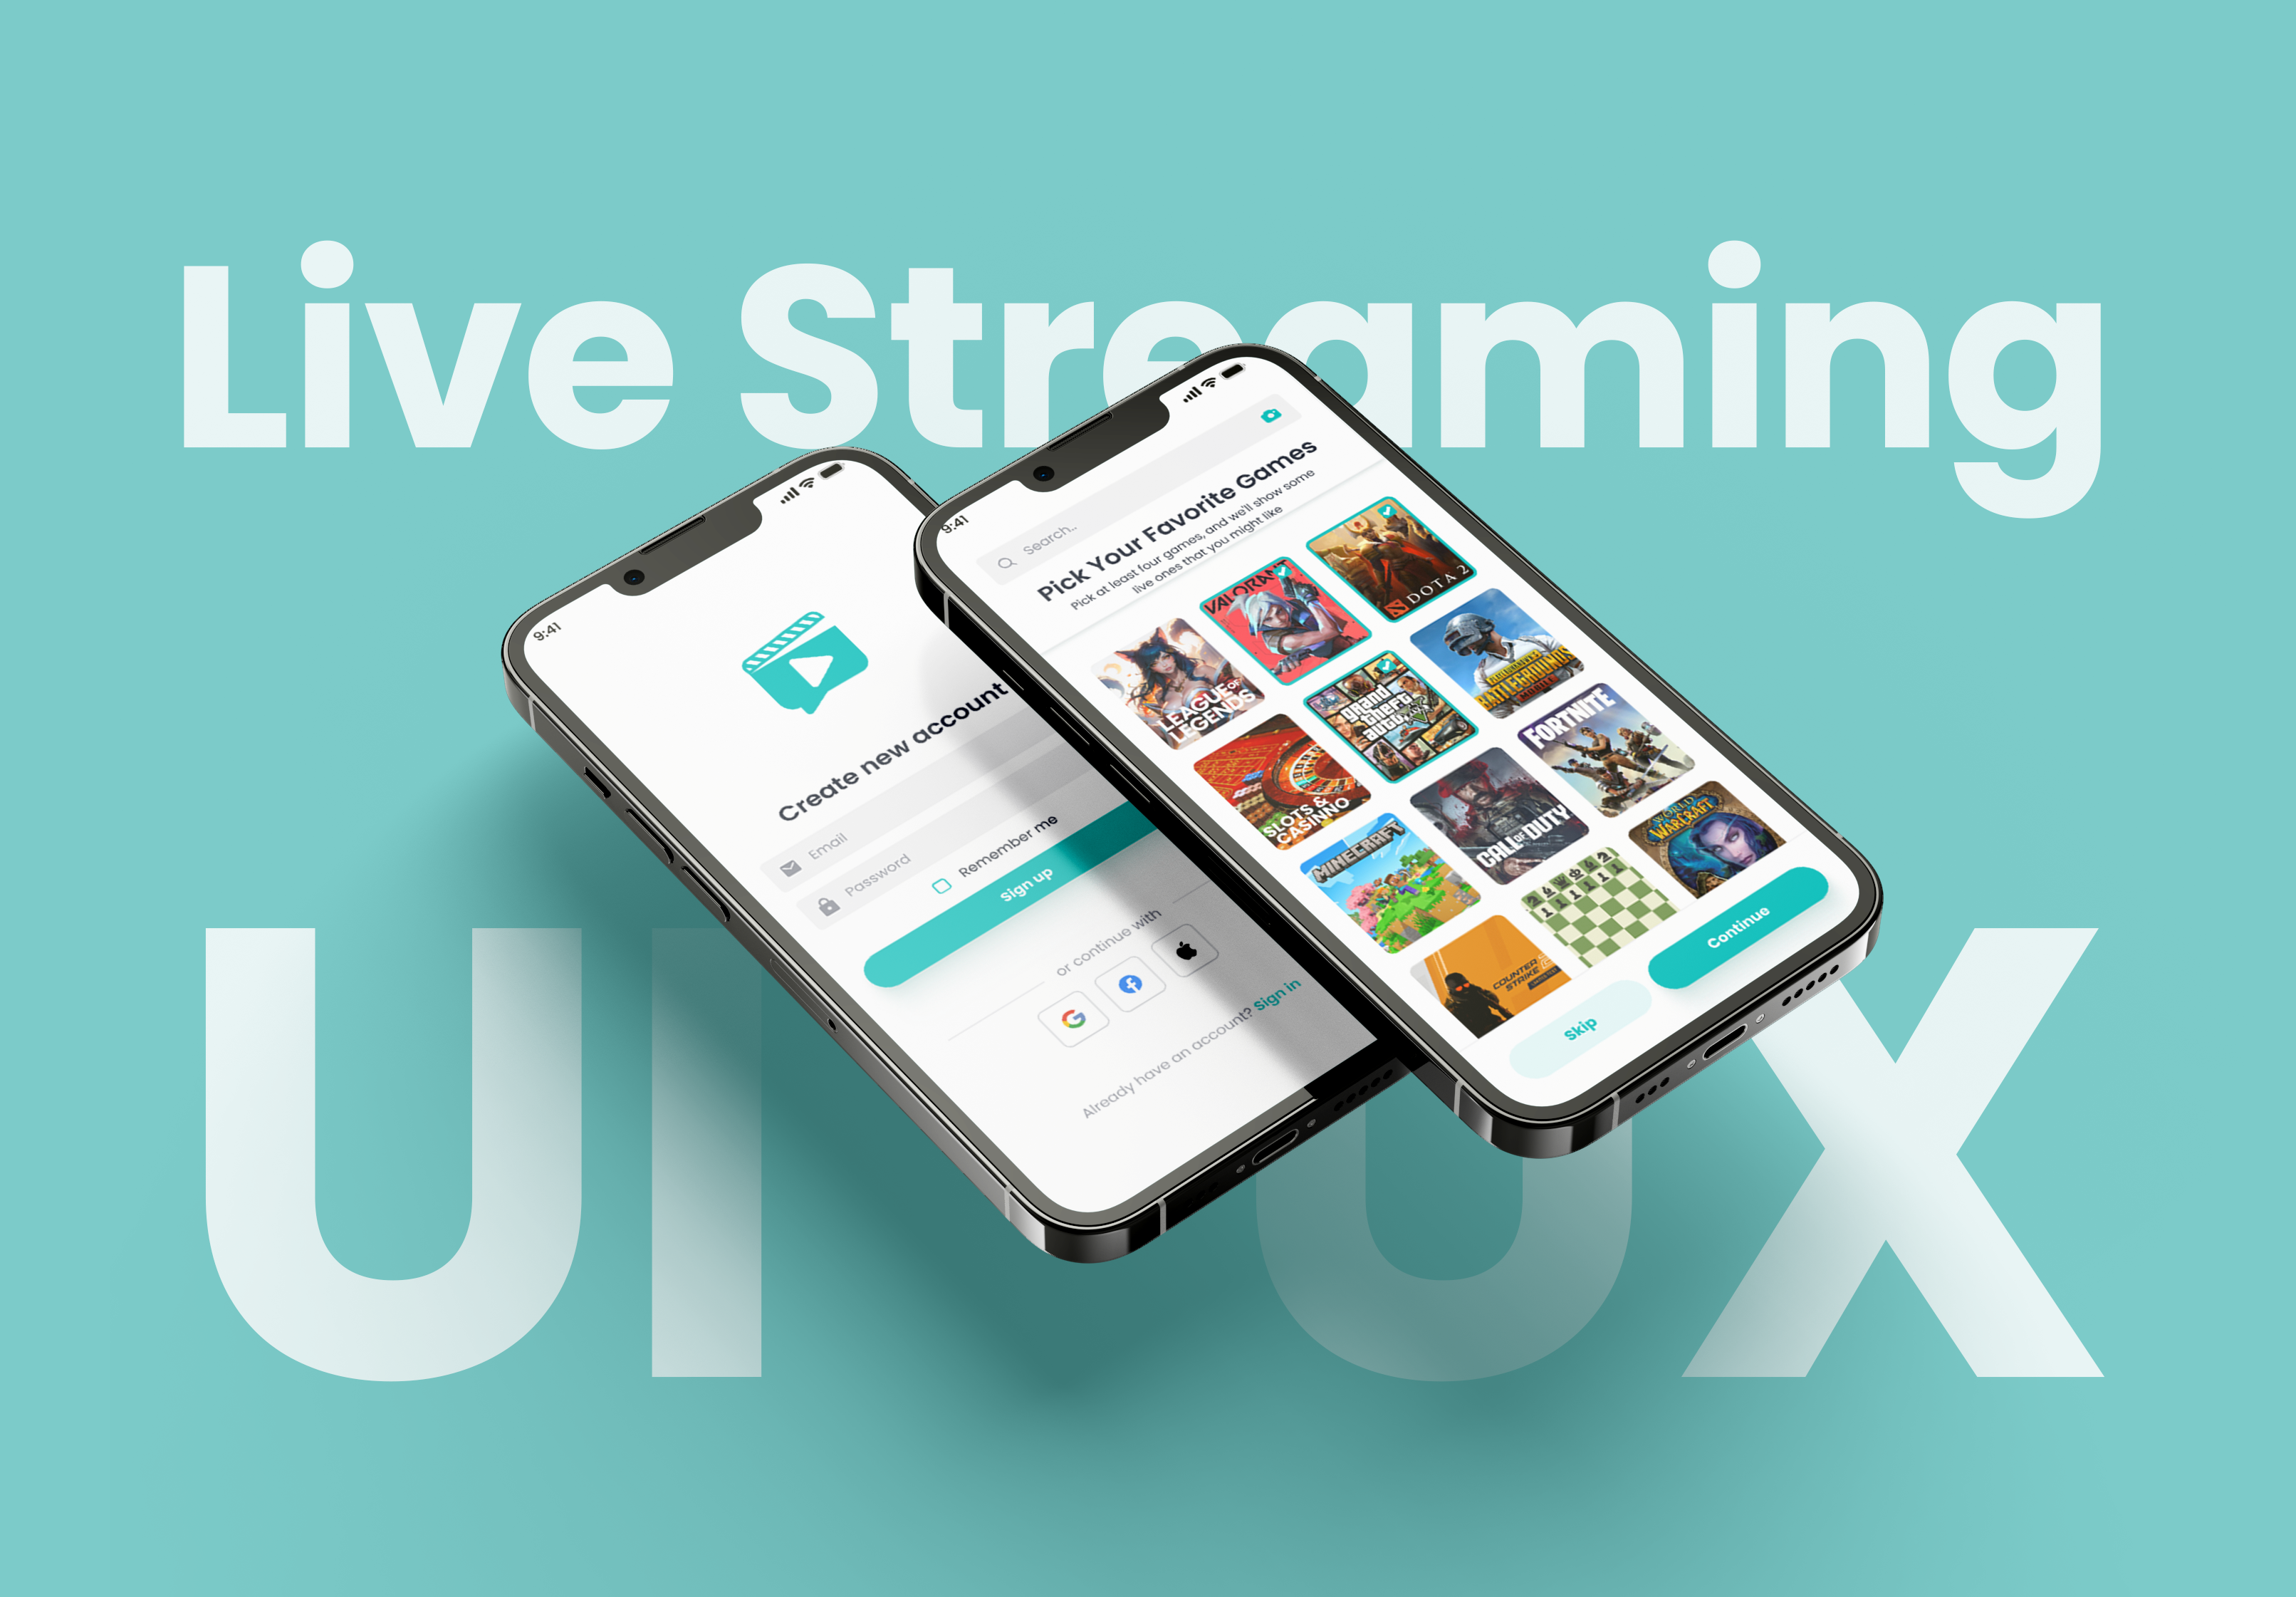 Live Streaming
UI UX
9:41
Create new account
Email
Password
Remember me
sign up
or continue with
Already have an account? Sign in
9:41
Search..
Pick Your Favorite Games
Pick at least four games, and we'll show some
live ones that you might like
LEAGUE OF
LEGENDS
VALORANT
DOTA 2
SLOTS &
CASINNO
grand
theft
auto
V
BATTLEGROUNDS
MOBILE
MINECRAFT
CALL OF DUTY
FORTNITE
COUNTER
STRIKE
WORLD
WARCRAFT
Skip
Continue